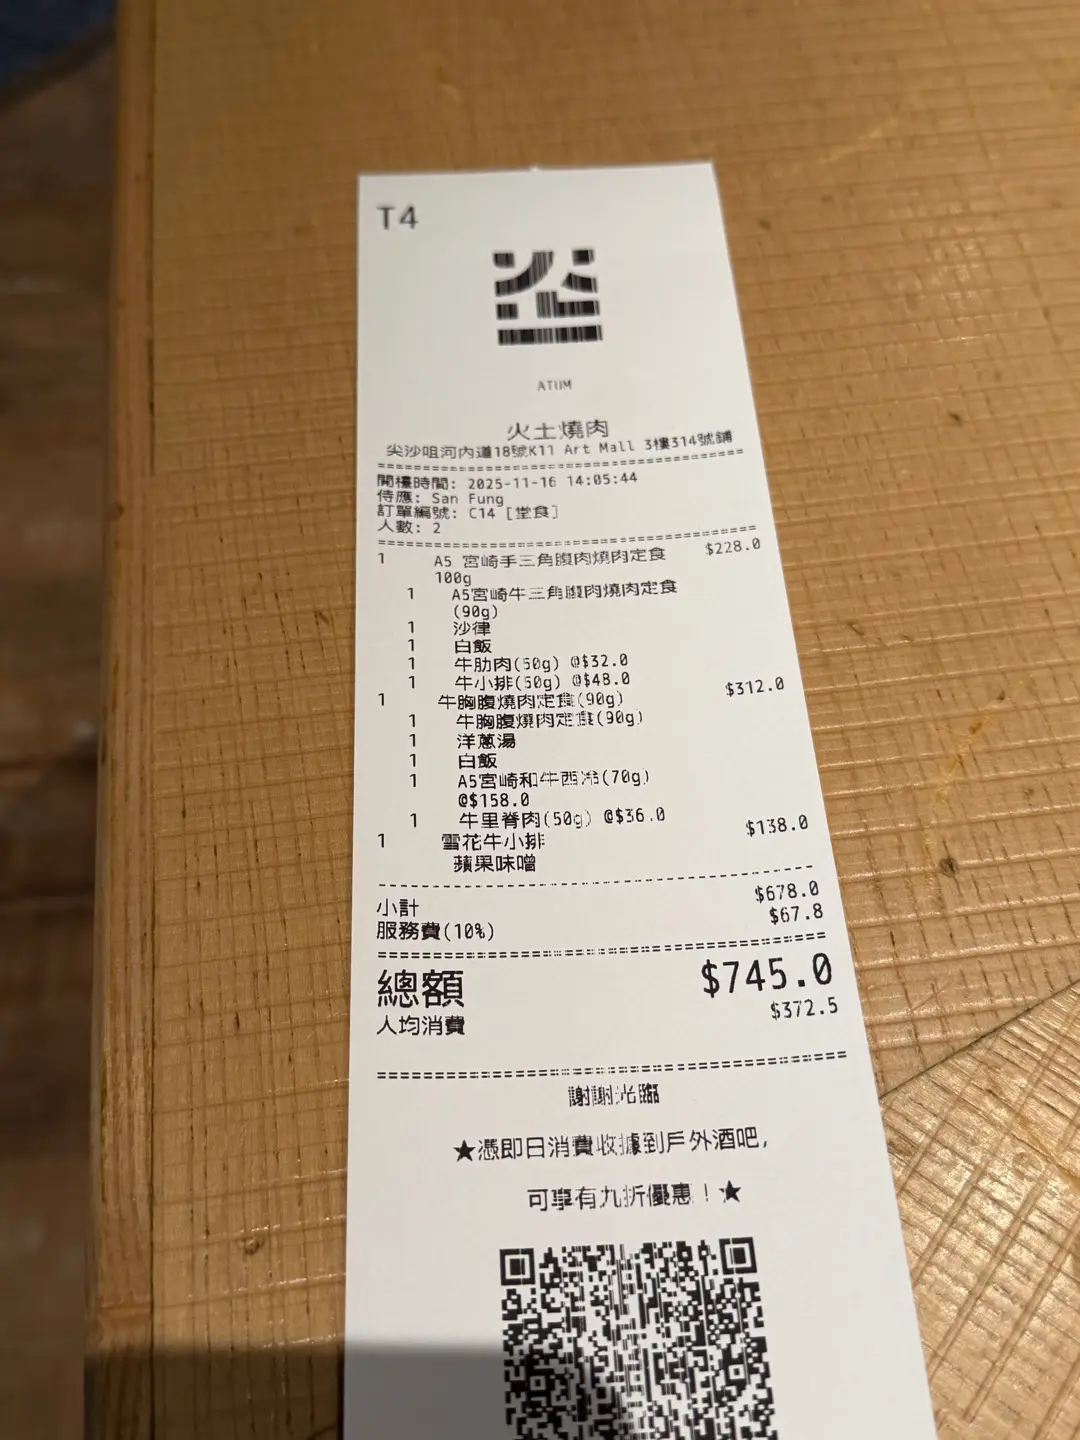 T4
ATUM
火土燒肉
尖沙咀河內道18號K11 Art Mall 3樓314號鋪
開檯時間: 2025-11-16 14:05:44
侍應: San Fung
訂單編號: C14 [堂食]
人數: 2
1 A5 宮崎手三角腹肉燒肉定食 $228.0
100g
1 A5宮崎牛三角腹肉燒肉定食
(90g)
1 沙律
1 白飯
1 牛肋肉(50g) @$32.0
1 牛小排(50g) @$48.0
1 牛胸腹燒肉定食(90g) $312.0
1 牛胸腹燒肉定食(90g)
1 洋蔥湯
1 白飯
1 A5宮崎和牛西冷(70g)
@$158.0
1 牛里脊肉(50g) @$36.0
1 雪花牛小排 $138.0
蘋果味噌
小計 $678.0
服務費(10%) $67.8
總額 $745.0
人均消費 $372.5
謝謝光臨
★憑即日消費收據到戶外酒吧,
可享有九折優惠！★